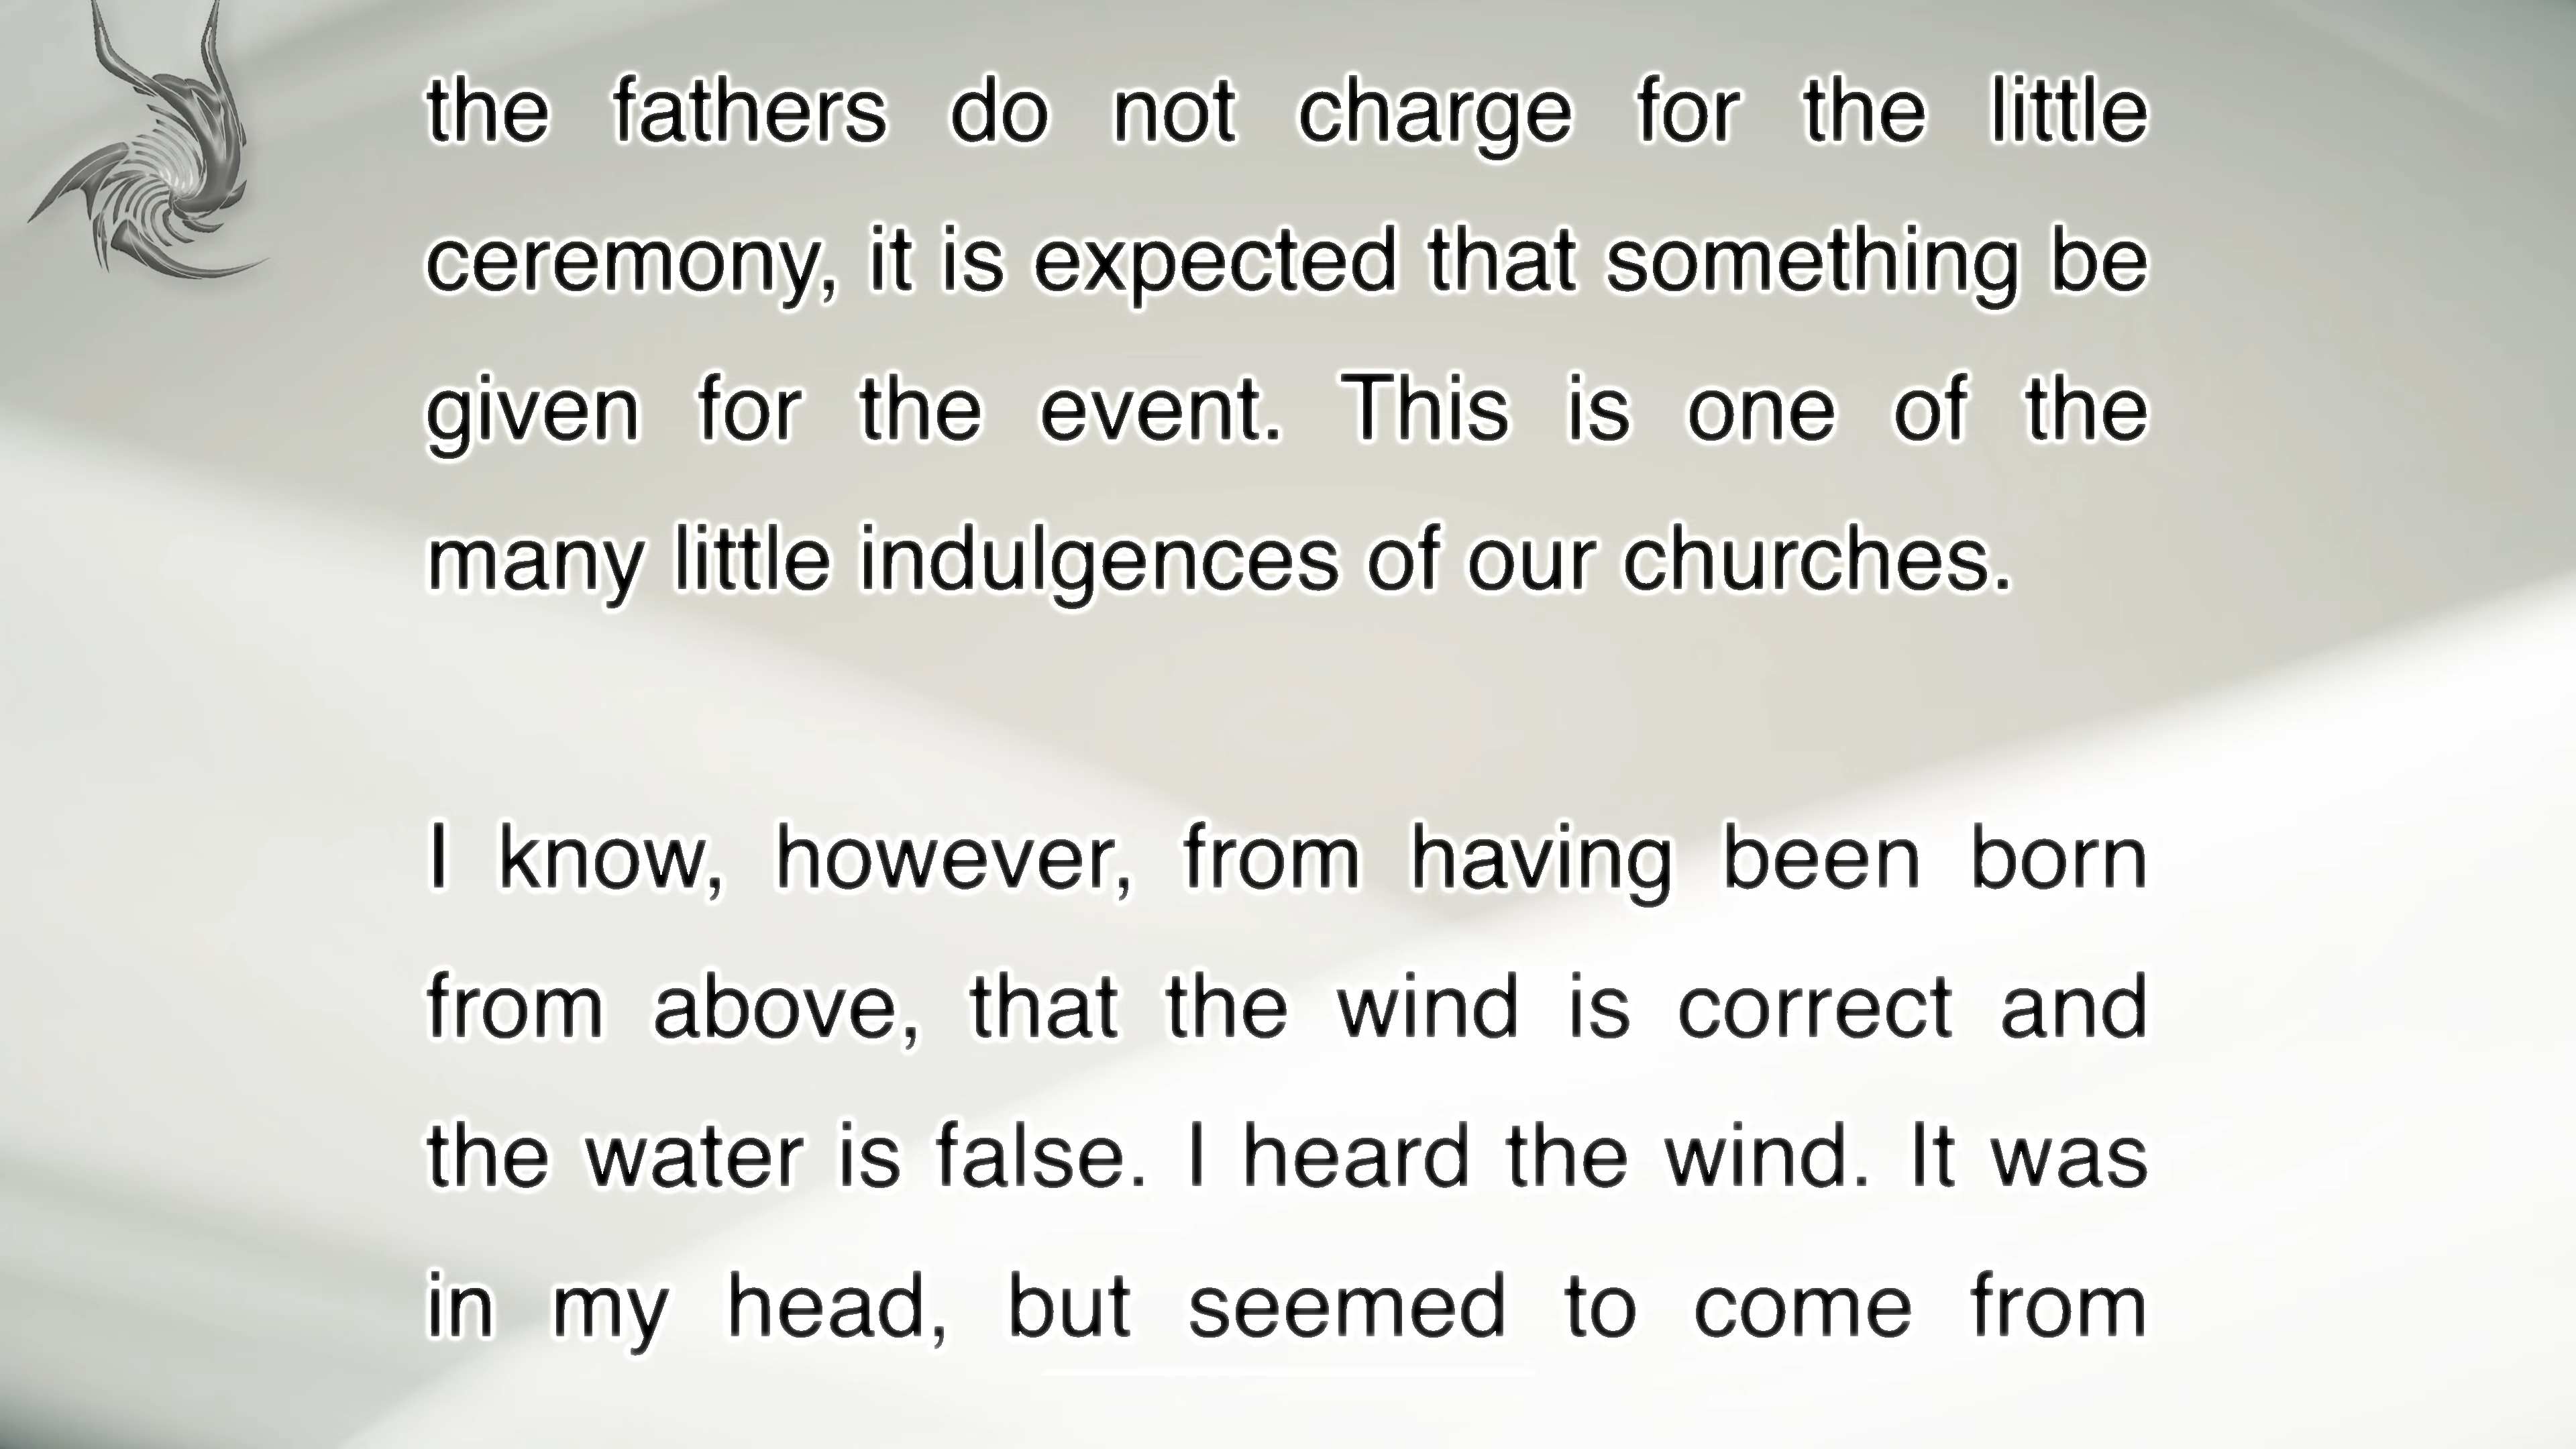 the fathers do not charge for the little
ceremony, it is expected that something be
given for the event. This is one of the
many little indulgences of our churches.
I know, however, from having been born
from above, that the wind is correct and
the water is false. I heard the wind. It was
in my head, but seemed to come from